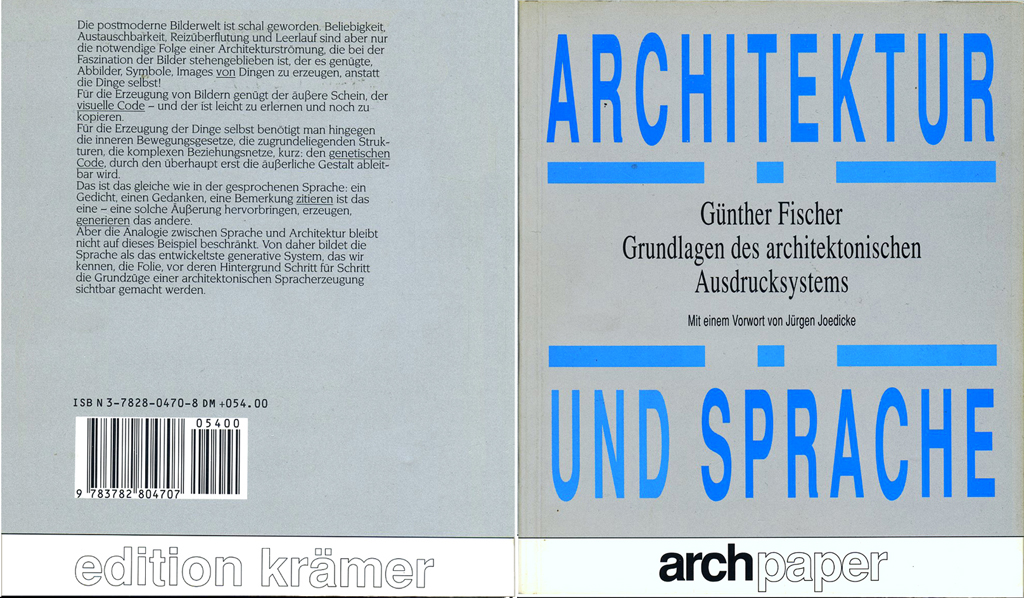 Die postmoderne Bilderwelt ist schal geworden. Beliebigkeit,
Austauschbarkeit, Reizüberflutung und Leerlauf sind aber nur
die notwendige Folge einer Architekturströmung, die bei der
Faszination der Bilder stehengeblieben ist, der es genügte,
Abbilder, Symbole, Images von Dingen zu erzeugen, anstatt
die Dinge selbst!
Für die Erzeugung von Bildern genügt der äußere Schein, der
visuelle Code – und der ist leicht zu erlernen und noch zu
kopieren.
Für die Erzeugung der Dinge selbst benötigt man hingegen
die inneren Bewegungsgesetze, die zugrundeliegenden Struk-
turen, die komplexen Beziehungsnetze, kurz: den genetischen
Code, durch den überhaupt erst die äußerliche Gestalt ableit-
bar wird.
Das ist das gleiche wie in der gesprochenen Sprache: ein
Gedicht, einen Gedanken, eine Bemerkung zitieren ist das
eine – eine solche Äußerung hervorbringen, erzeugen,
generieren das andere.
Aber die Analogie zwischen Sprache und Architektur bleibt
nicht auf dieses Beispiel beschränkt. Von daher bildet die
Sprache als das entwickeltste generative System, das wir
kennen, die Folie, vor deren Hintergrund Schritt für Schritt
die Grundzüge einer architektonischen Spracherzeugung
sichtbar gemacht werden.
ISBN 3-7828-0470-8 DM +054.00
05400
9 783782 804707
edition krämer
ARCHITEKTUR
Günther Fischer
Grundlagen des architektonischen
Ausdrucksystems
Mit einem Vorwort von Jürgen Joedicke
UND SPRACHE
archpaper